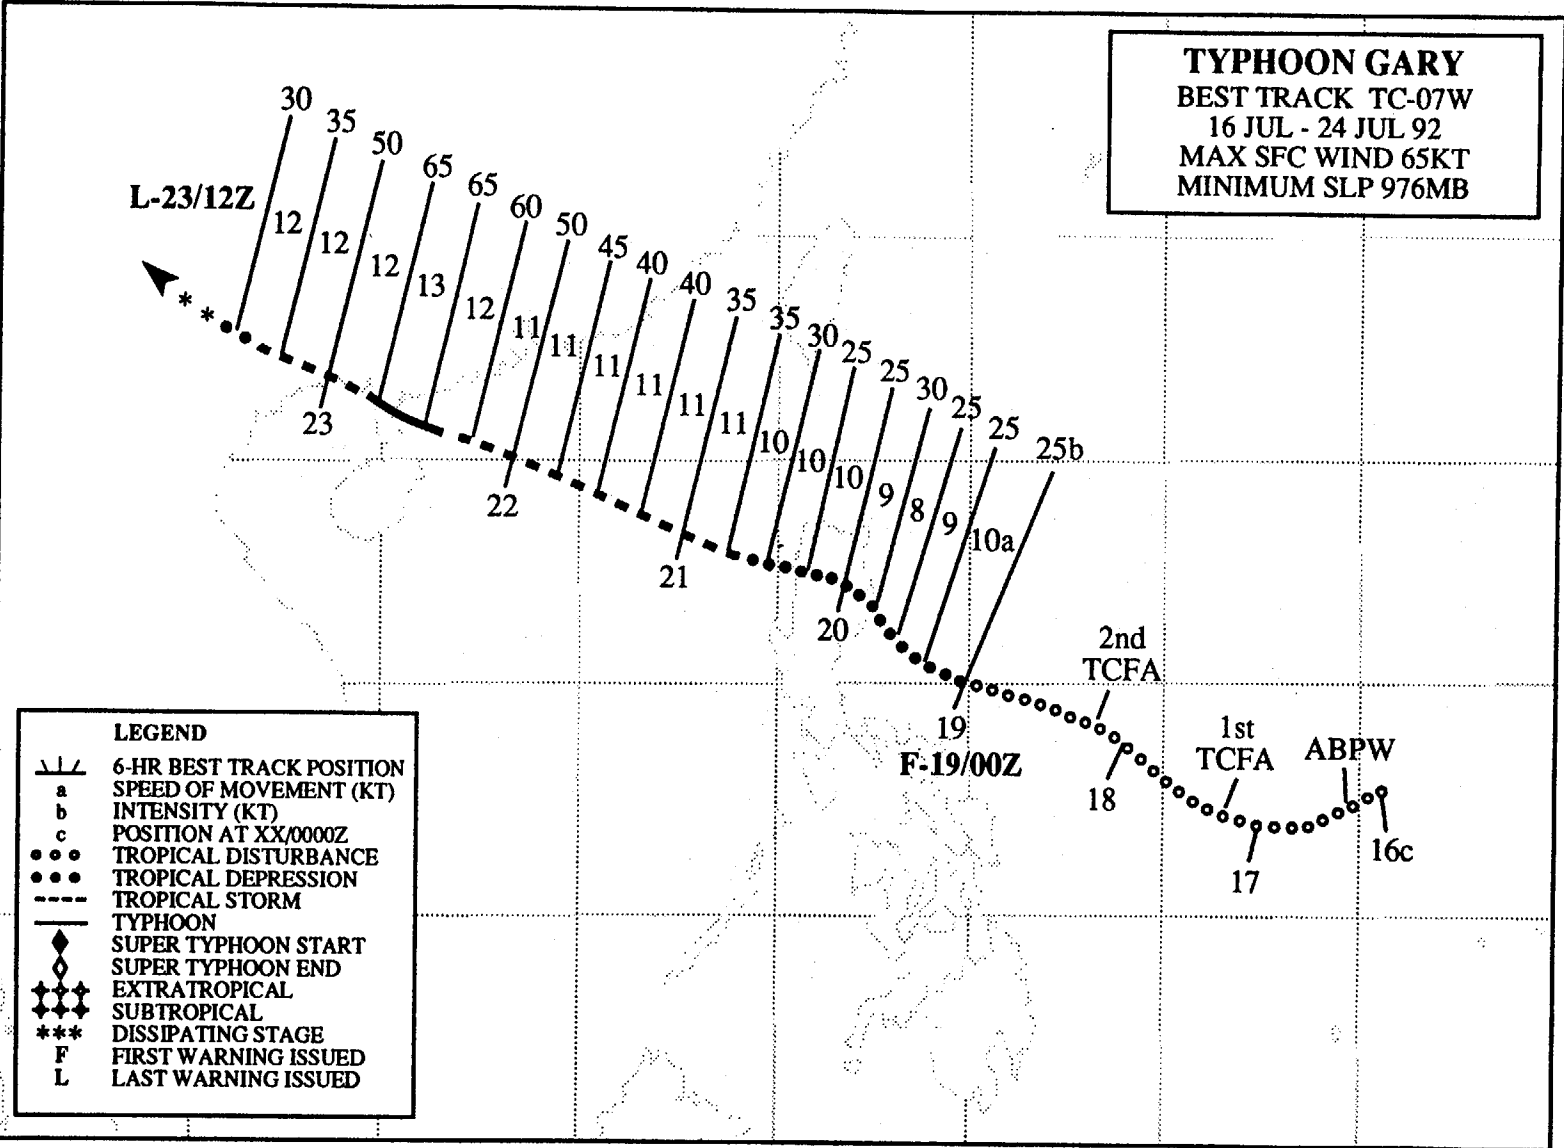 TYPHOON GARY
BEST TRACK TC-07W
16 JUL - 24 JUL 92
MAX SFC WIND 65KT
MINIMUM SLP 976MB
30
35
50
65
65
60
50
45
40
40
35
35
30
25
25
30
25
25
25b
L-23/12Z
12
12
12
13
12
11
11
11
11
11
11
10
10
10
9
8
9
10a
23
22
21
20
19
F-19/00Z
2nd
TCFA
18
1st
TCFA
ABPW
17
16c
LEGEND
6-HR BEST TRACK POSITION
a SPEED OF MOVEMENT (KT)
b INTENSITY (KT)
c POSITION AT XX/0000Z
TROPICAL DISTURBANCE
TROPICAL DEPRESSION
TROPICAL STORM
TYPHOON
SUPER TYPHOON START
SUPER TYPHOON END
EXTRATROPICAL
SUBTROPICAL
*** DISSIPATING STAGE
F FIRST WARNING ISSUED
L LAST WARNING ISSUED